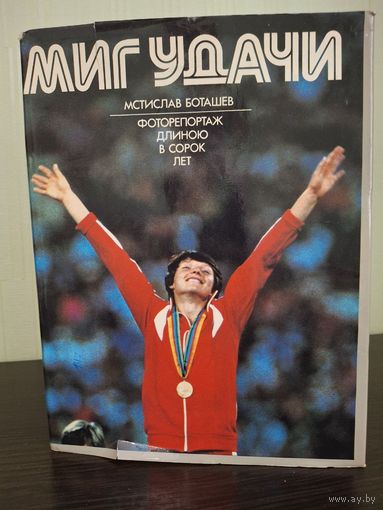 МИГ УДАЧИ
МСТИСЛАВ БОТАШЕВ
ФОТОРЕПОРТАЖ
ДЛИНОЮ
В СОРОК
ЛЕТ
www.ay.by